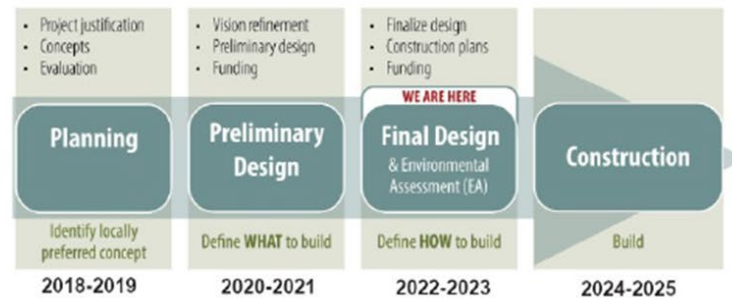 • Project justification
• Concepts
• Evaluation
• Vision refinement
• Preliminary design
• Funding
• Finalize design
• Construction plans
• Funding
WE ARE HERE
Planning
Preliminary
Design
Final Design
& Environmental
Assessment (EA)
Construction
Identify locally
preferred concept
Define WHAT to build
Define HOW to build
Build
2018-2019
2020-2021
2022-2023
2024-2025